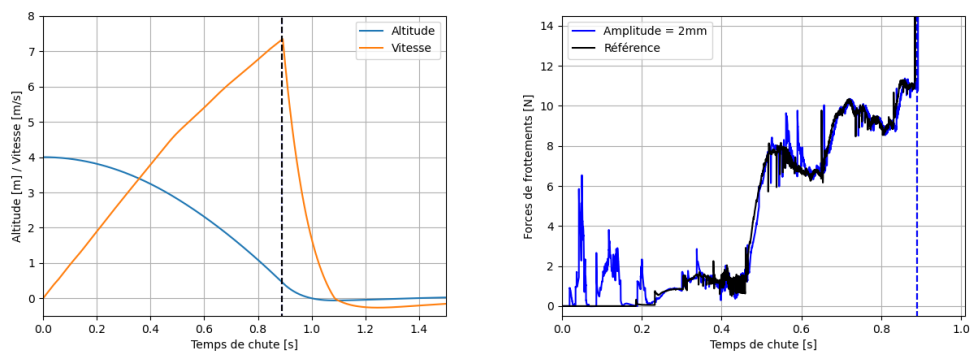 Altitude [m] / Vitesse [m/s]
8
7
6
5
4
3
2
1
0
Altitude
Vitesse
0.0 0.2 0.4 0.6 0.8 1.0 1.2 1.4
Temps de chute [s]
Forces de frottements [N]
14
12
10
8
6
4
2
0
Amplitude = 2mm
Référence
0.0 0.2 0.4 0.6 0.8 1.0
Temps de chute [s]